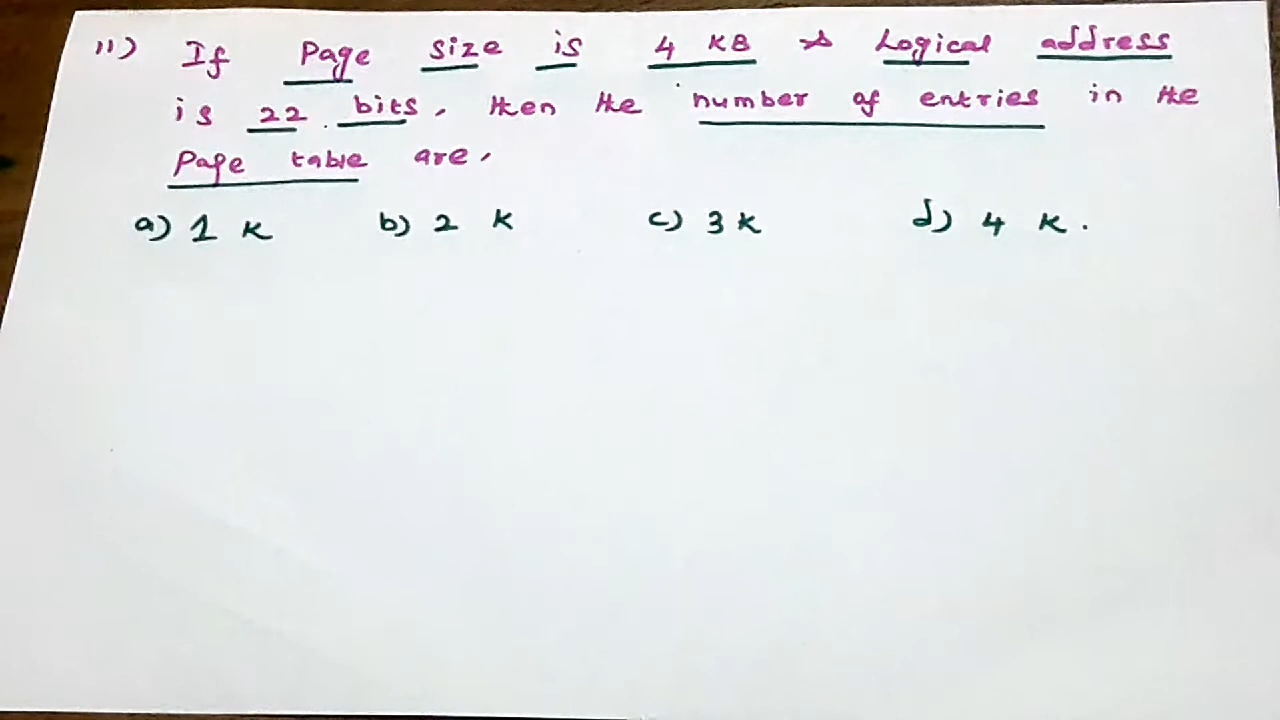 11) If Page size is 4 KB & Logical address
is 22 bits, then the number of entries in the
Page table are,
a) 1 K b) 2 K c) 3 K d) 4 K.